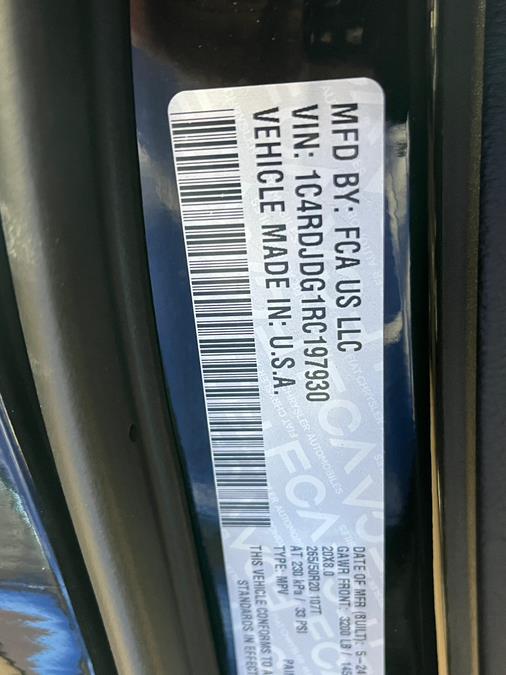 MFD BY: FCA US LLC
VIN: 1C4RDJDG1RC197930
VEHICLE MADE IN: U.S.A.
DATE OF MFR (BUILT): 5-24
GAWR FRONT: 3200 LB /
20X8.0
265/50R20 107T
AT 230 kPa / 33 PSI
TYPE: MPV
THIS VEHICLE CONFORMS TO
STANDARDS IN EFFECT